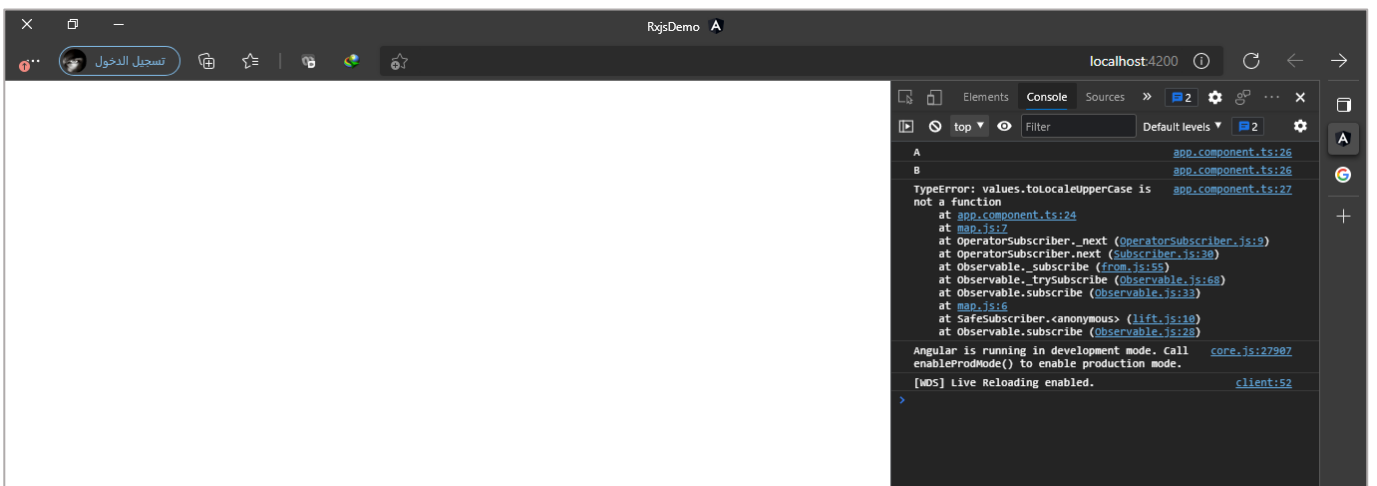 RxjsDemo
تسجيل الدخول
localhost:4200
Elements Console Sources 2
top Filter Default levels 2
A app.component.ts:26
B app.component.ts:26
TypeError: values.toLocaleUpperCase is app.component.ts:27
not a function
at app.component.ts:24
at map.js:7
at OperatorSubscriber._next (OperatorSubscriber.js:9)
at OperatorSubscriber.next (Subscriber.js:30)
at Observable._subscribe (from.js:55)
at Observable._trySubscribe (Observable.js:68)
at Observable.subscribe (Observable.js:33)
at map.js:6
at SafeSubscriber.<anonymous> (lift.js:10)
at Observable.subscribe (Observable.js:28)
Angular is running in development mode. Call core.js:27907
enableProdMode() to enable production mode.
[WDS] Live Reloading enabled. client:52